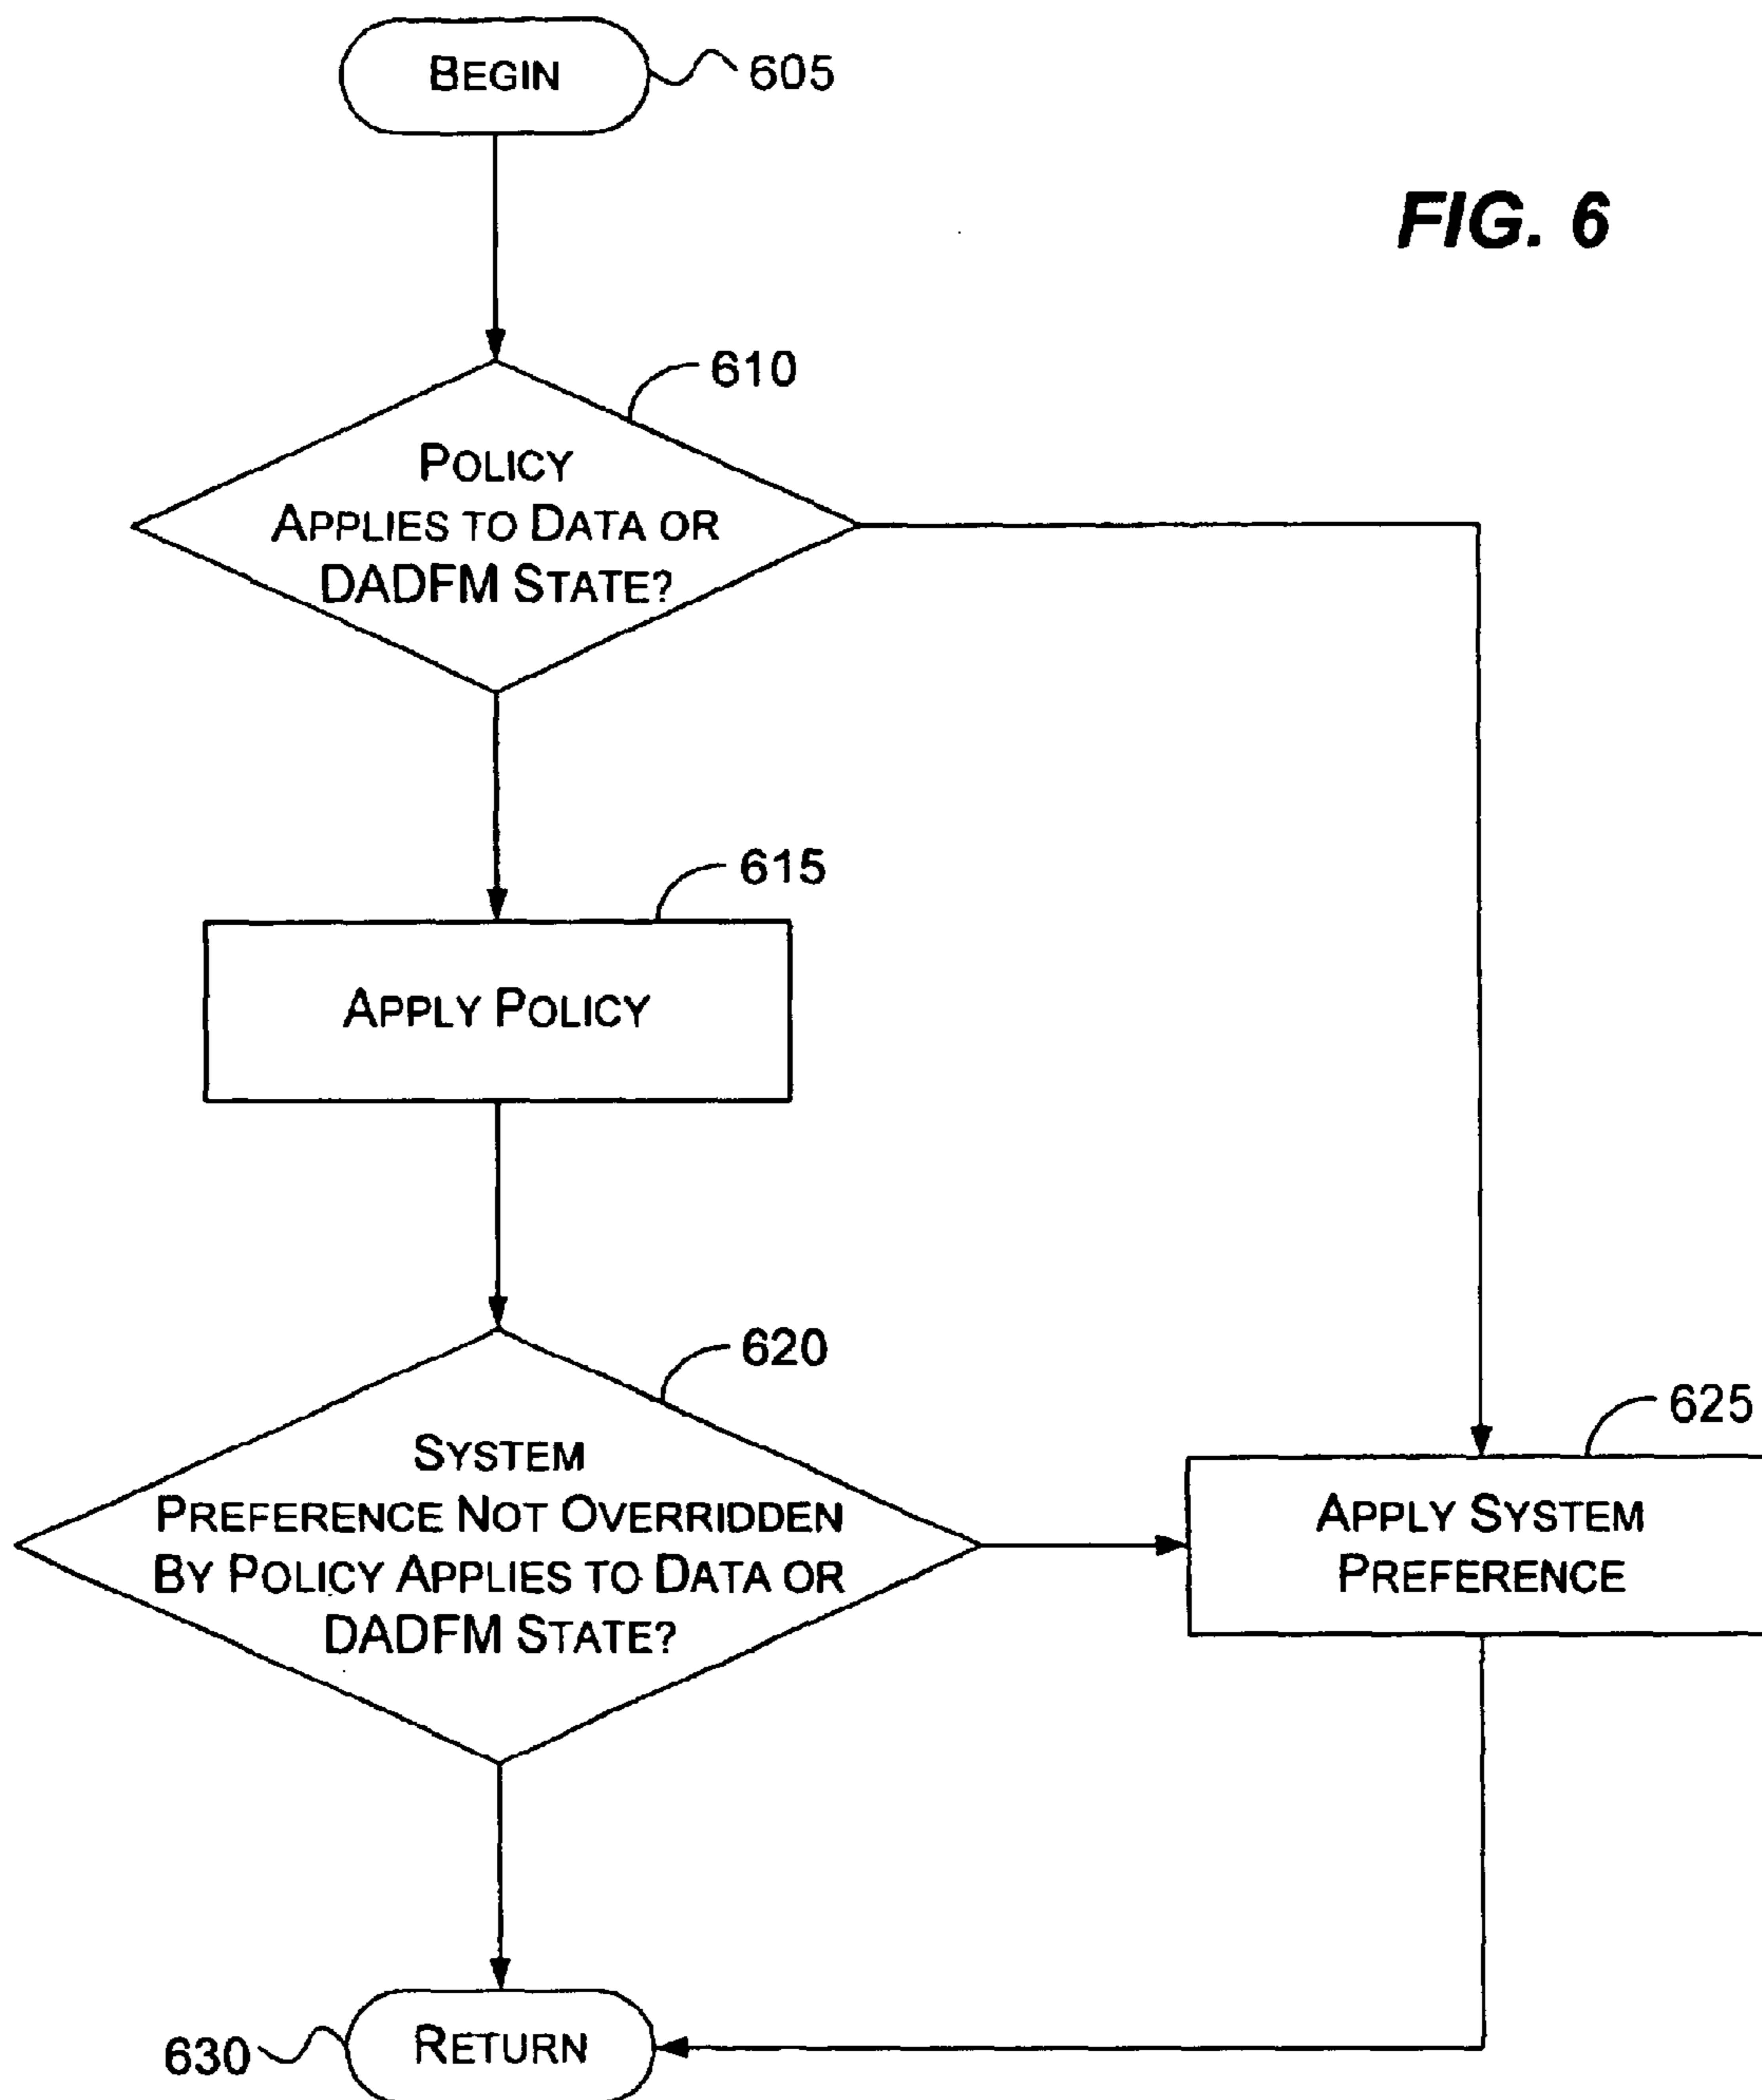 BEGIN
605
FIG. 6
610
POLICY
APPLIES TO DATA OR
DADFM STATE?
615
APPLY POLICY
620
SYSTEM
PREFERENCE NOT OVERRIDDEN
BY POLICY APPLIES TO DATA OR
DADFM STATE?
625
APPLY SYSTEM
PREFERENCE
630
RETURN